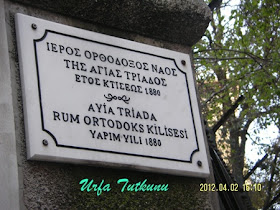 ΙΕΡΟΣ ΟΡΘΟΔΟΞΟΣ ΝΑΟΣ
ΤΗΣ ΑΓΙΑΣ ΤΡΙΑΔΟΣ
ΕΤΟΣ ΚΤΙΣΕΩΣ 1880
AYİA TRİADA
RUM ORTODOKS KİLİSESİ
YAPIM YILI 1880
Urfa Tutkunu
2012.04.02 16:10